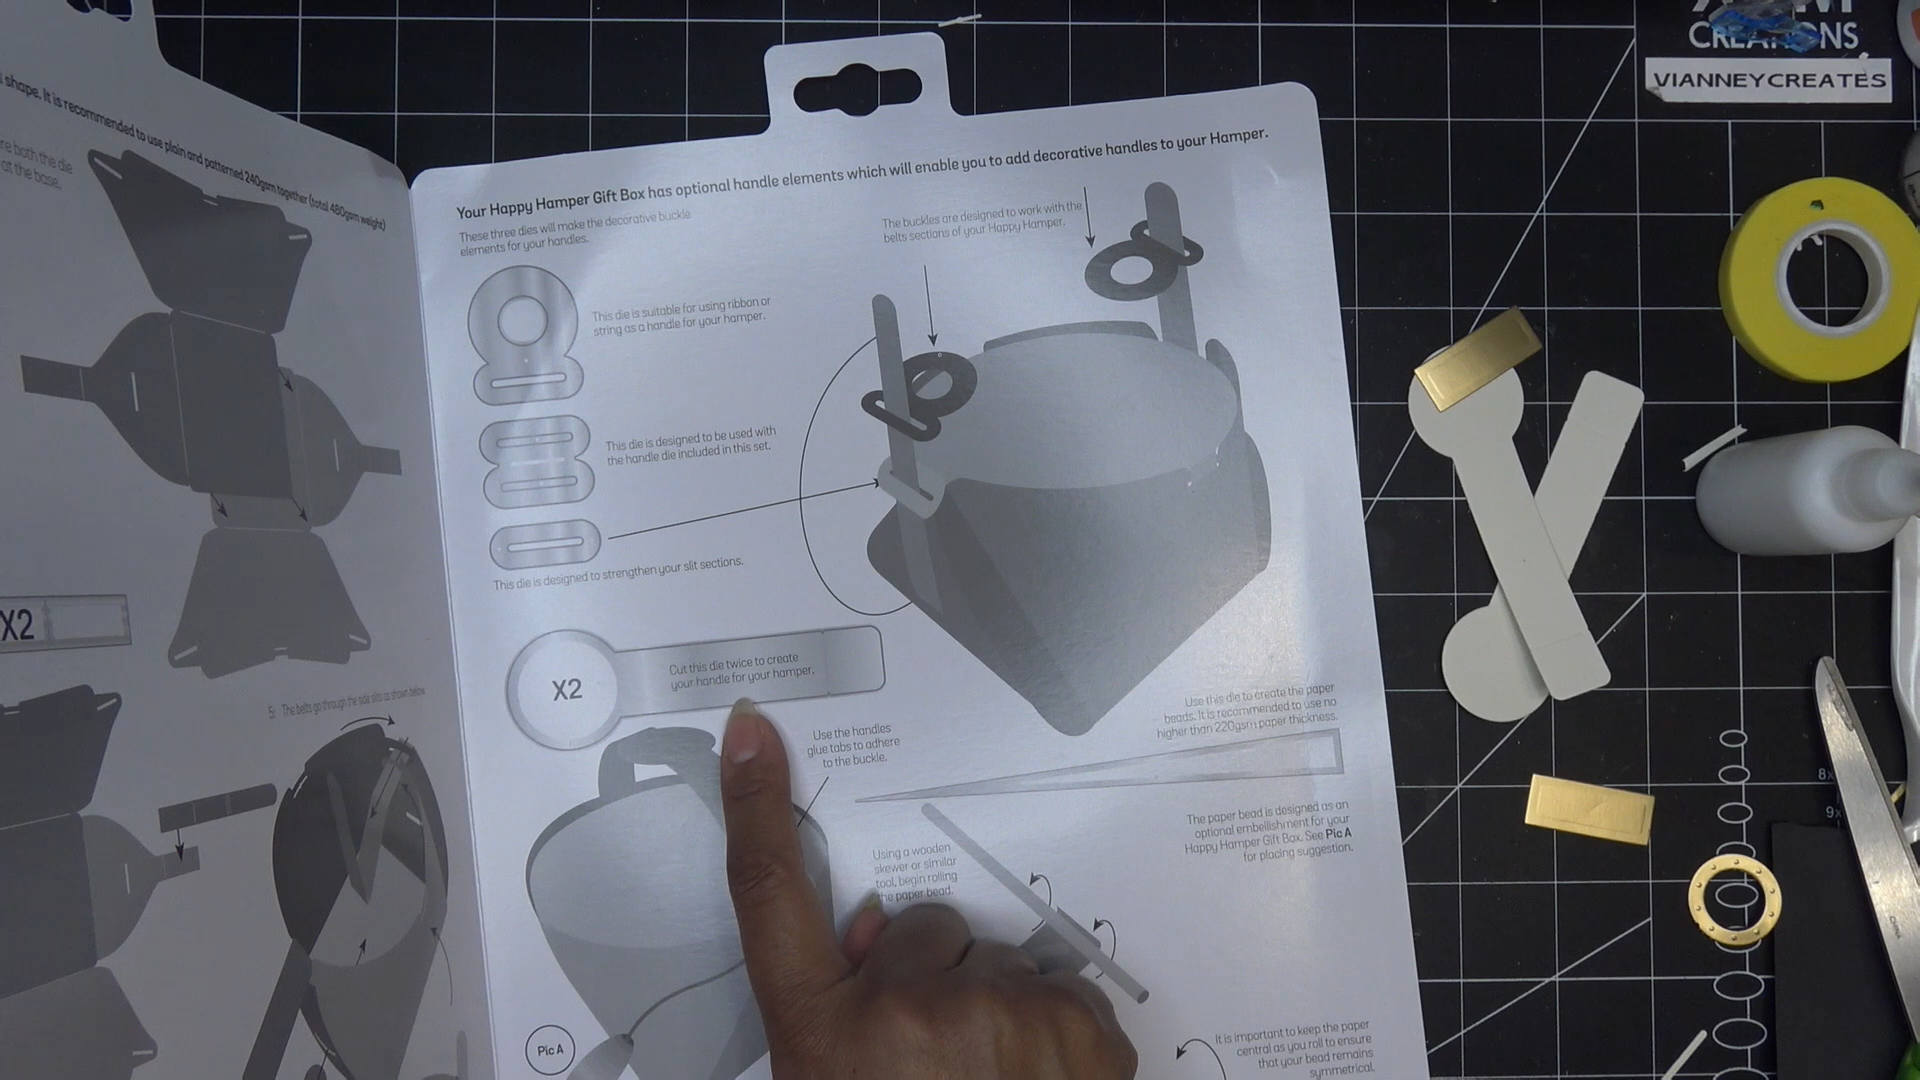 shape. It is recommended to use plain and patterned 240gsm together (total 480gsm weight)
re both the die
at the base.
X2
5: The belts go through the side slits as shown below
Your Happy Hamper Gift Box has optional handle elements which will enable you to add decorative handles to your Hamper.
These three dies will make the decorative buckle
elements for your handles.
The buckles are designed to work with the
belts sections of your Happy Hamper.
This die is suitable for using ribbon or
string as a handle for your hamper.
This die is designed to be used with
the handle die included in this set.
This die is designed to strengthen your slit sections.
X2
Cut this die twice to create
your handle for your hamper.
Use the handles
glue tabs to adhere
to the buckle.
Use this die to create the paper
beads. It is recommended to use no
higher than 220gsm paper thickness.
The paper bead is designed as an
optional embellishment for your
Happy Hamper Gift Box. See Pic A
for placing suggestion.
Using a wooden
skewer or similar
tool, begin rolling
the paper bead.
Pic A
It is important to keep the paper
central as you roll to ensure
that your bead remains
symmetrical.
VIANNEYCREATES
8x
9x